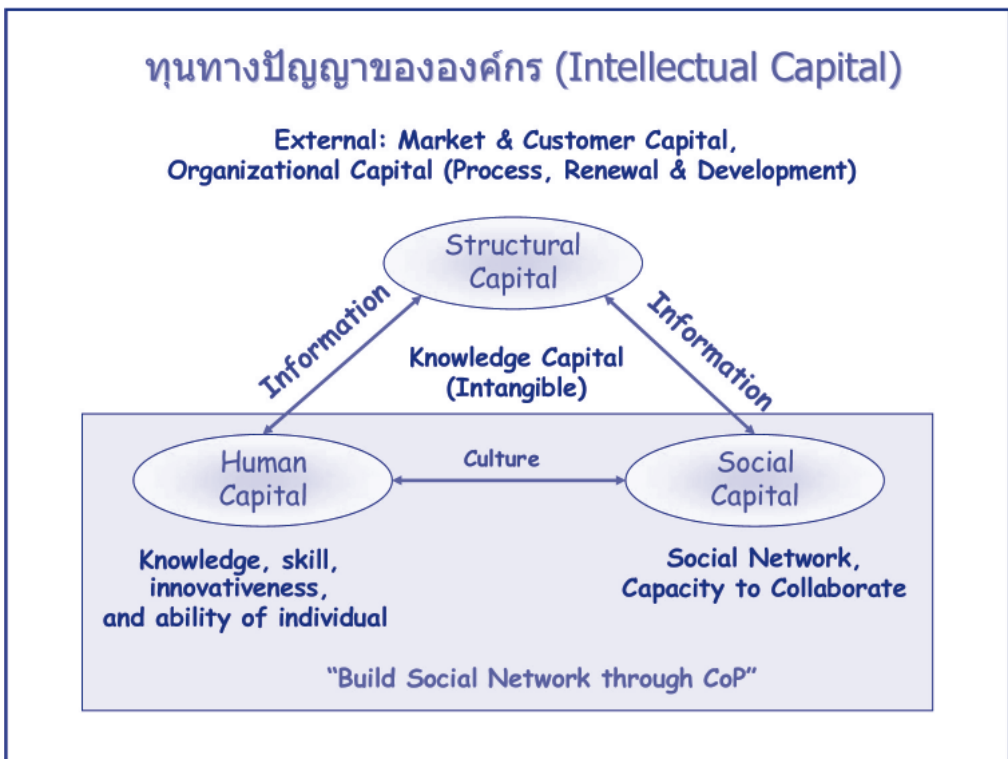 ทุนทางปัญญาขององค์กร (Intellectual Capital)
External: Market & Customer Capital,
Organizational Capital (Process, Renewal & Development)
Structural
Capital
Information
Information
Knowledge Capital
(Intangible)
Human
Capital
Culture
Social
Capital
Knowledge, skill,
innovativeness,
and ability of individual
Social Network,
Capacity to Collaborate
“Build Social Network through CoP”